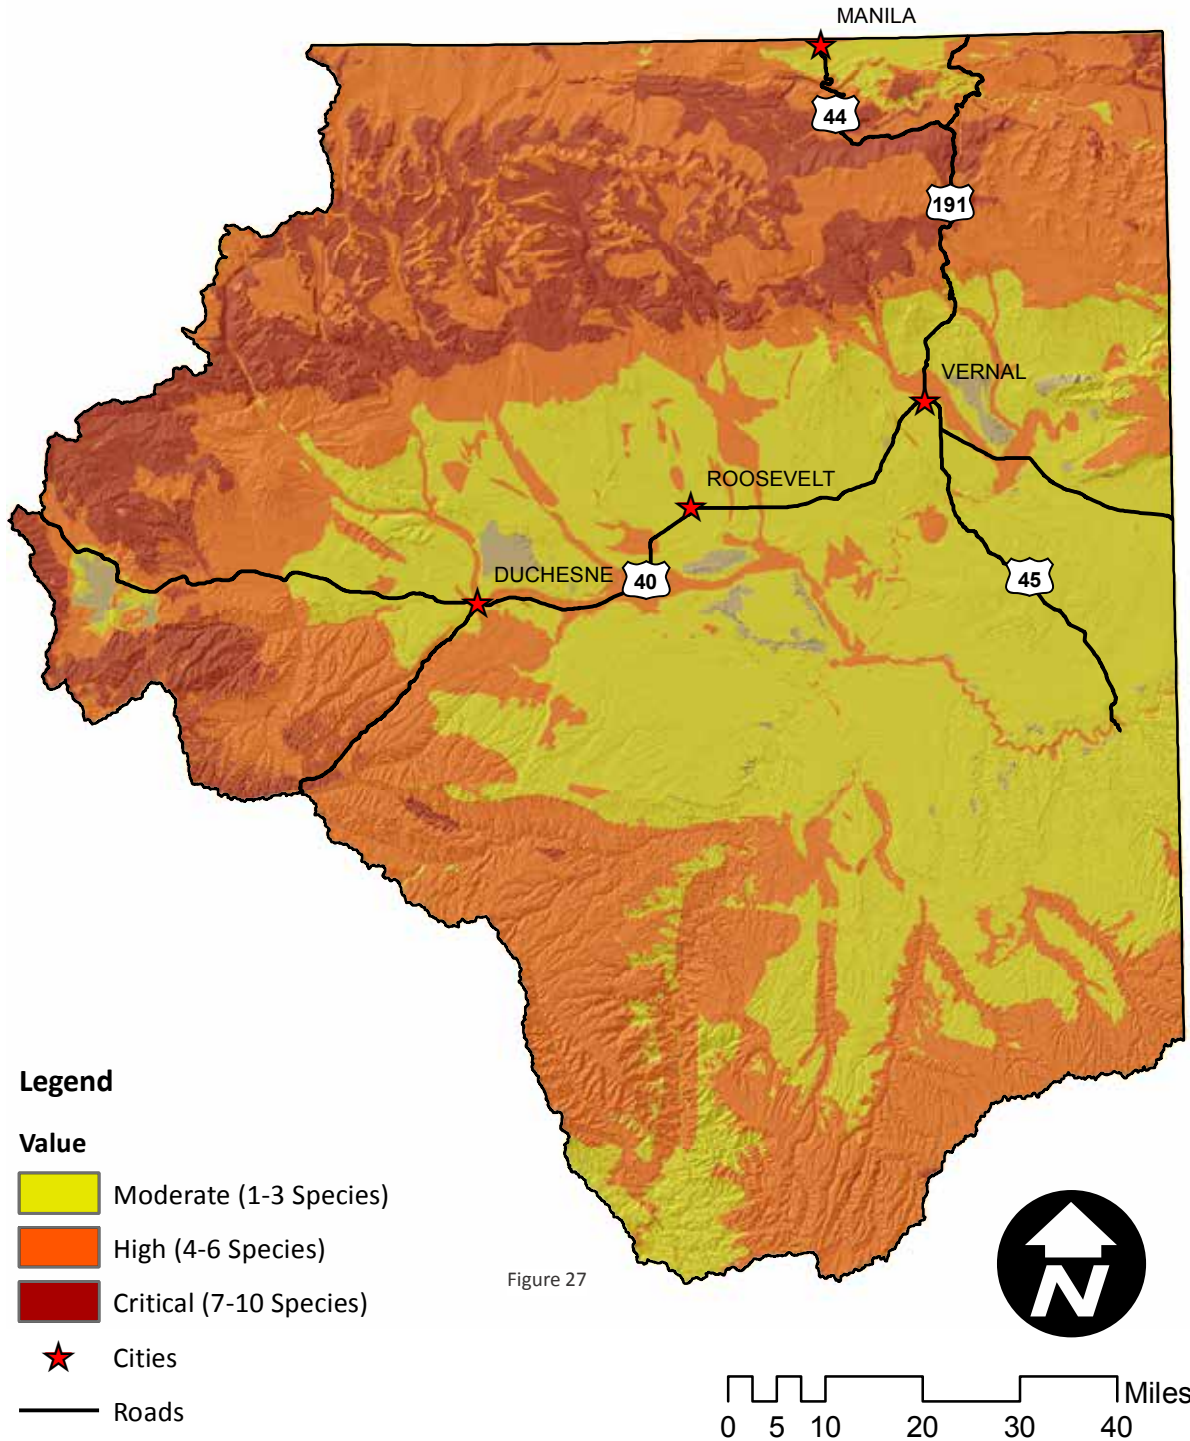 MANILA
44
191
VERNAL
ROOSEVELT
DUCHESNE
40
45
Legend
Value
Moderate (1-3 Species)
High (4-6 Species)
Critical (7-10 Species)
Cities
Roads
Figure 27
N
Miles
0 5 10 20 30 40